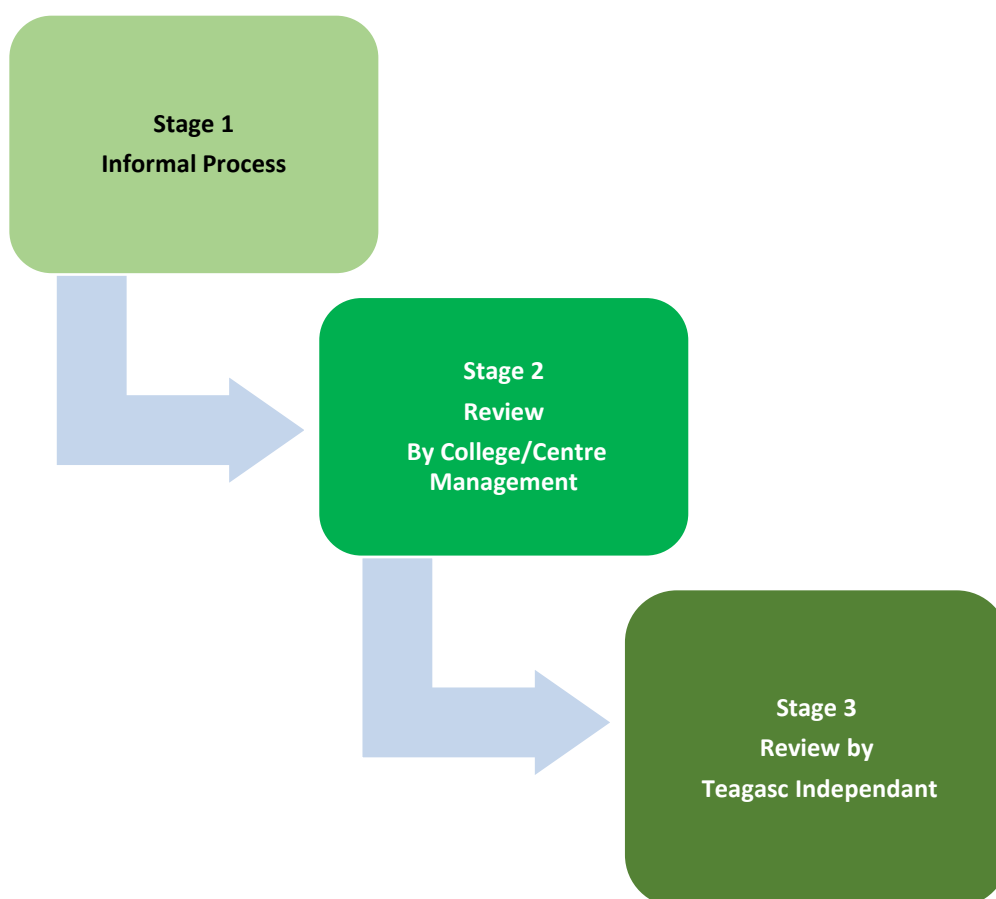 Stage 1
Informal Process
Stage 2
Review
By College/Centre
Management
Stage 3
Review by
Teagasc Independant